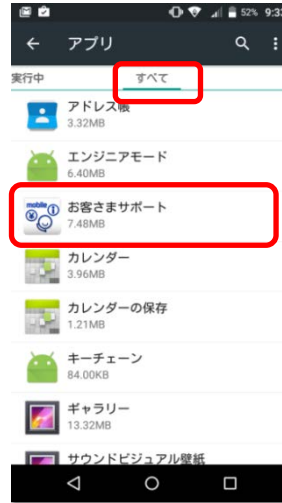 52% 9:33
アプリ
実行中 すべて
アドレス帳
3.32MB
エンジニアモード
6.40MB
mobile
お客さまサポート
7.48MB
カレンダー
3.96MB
カレンダーの保存
1.21MB
キーチェーン
84.00KB
ギャラリー
13.32MB
サウンドビジュアル壁紙